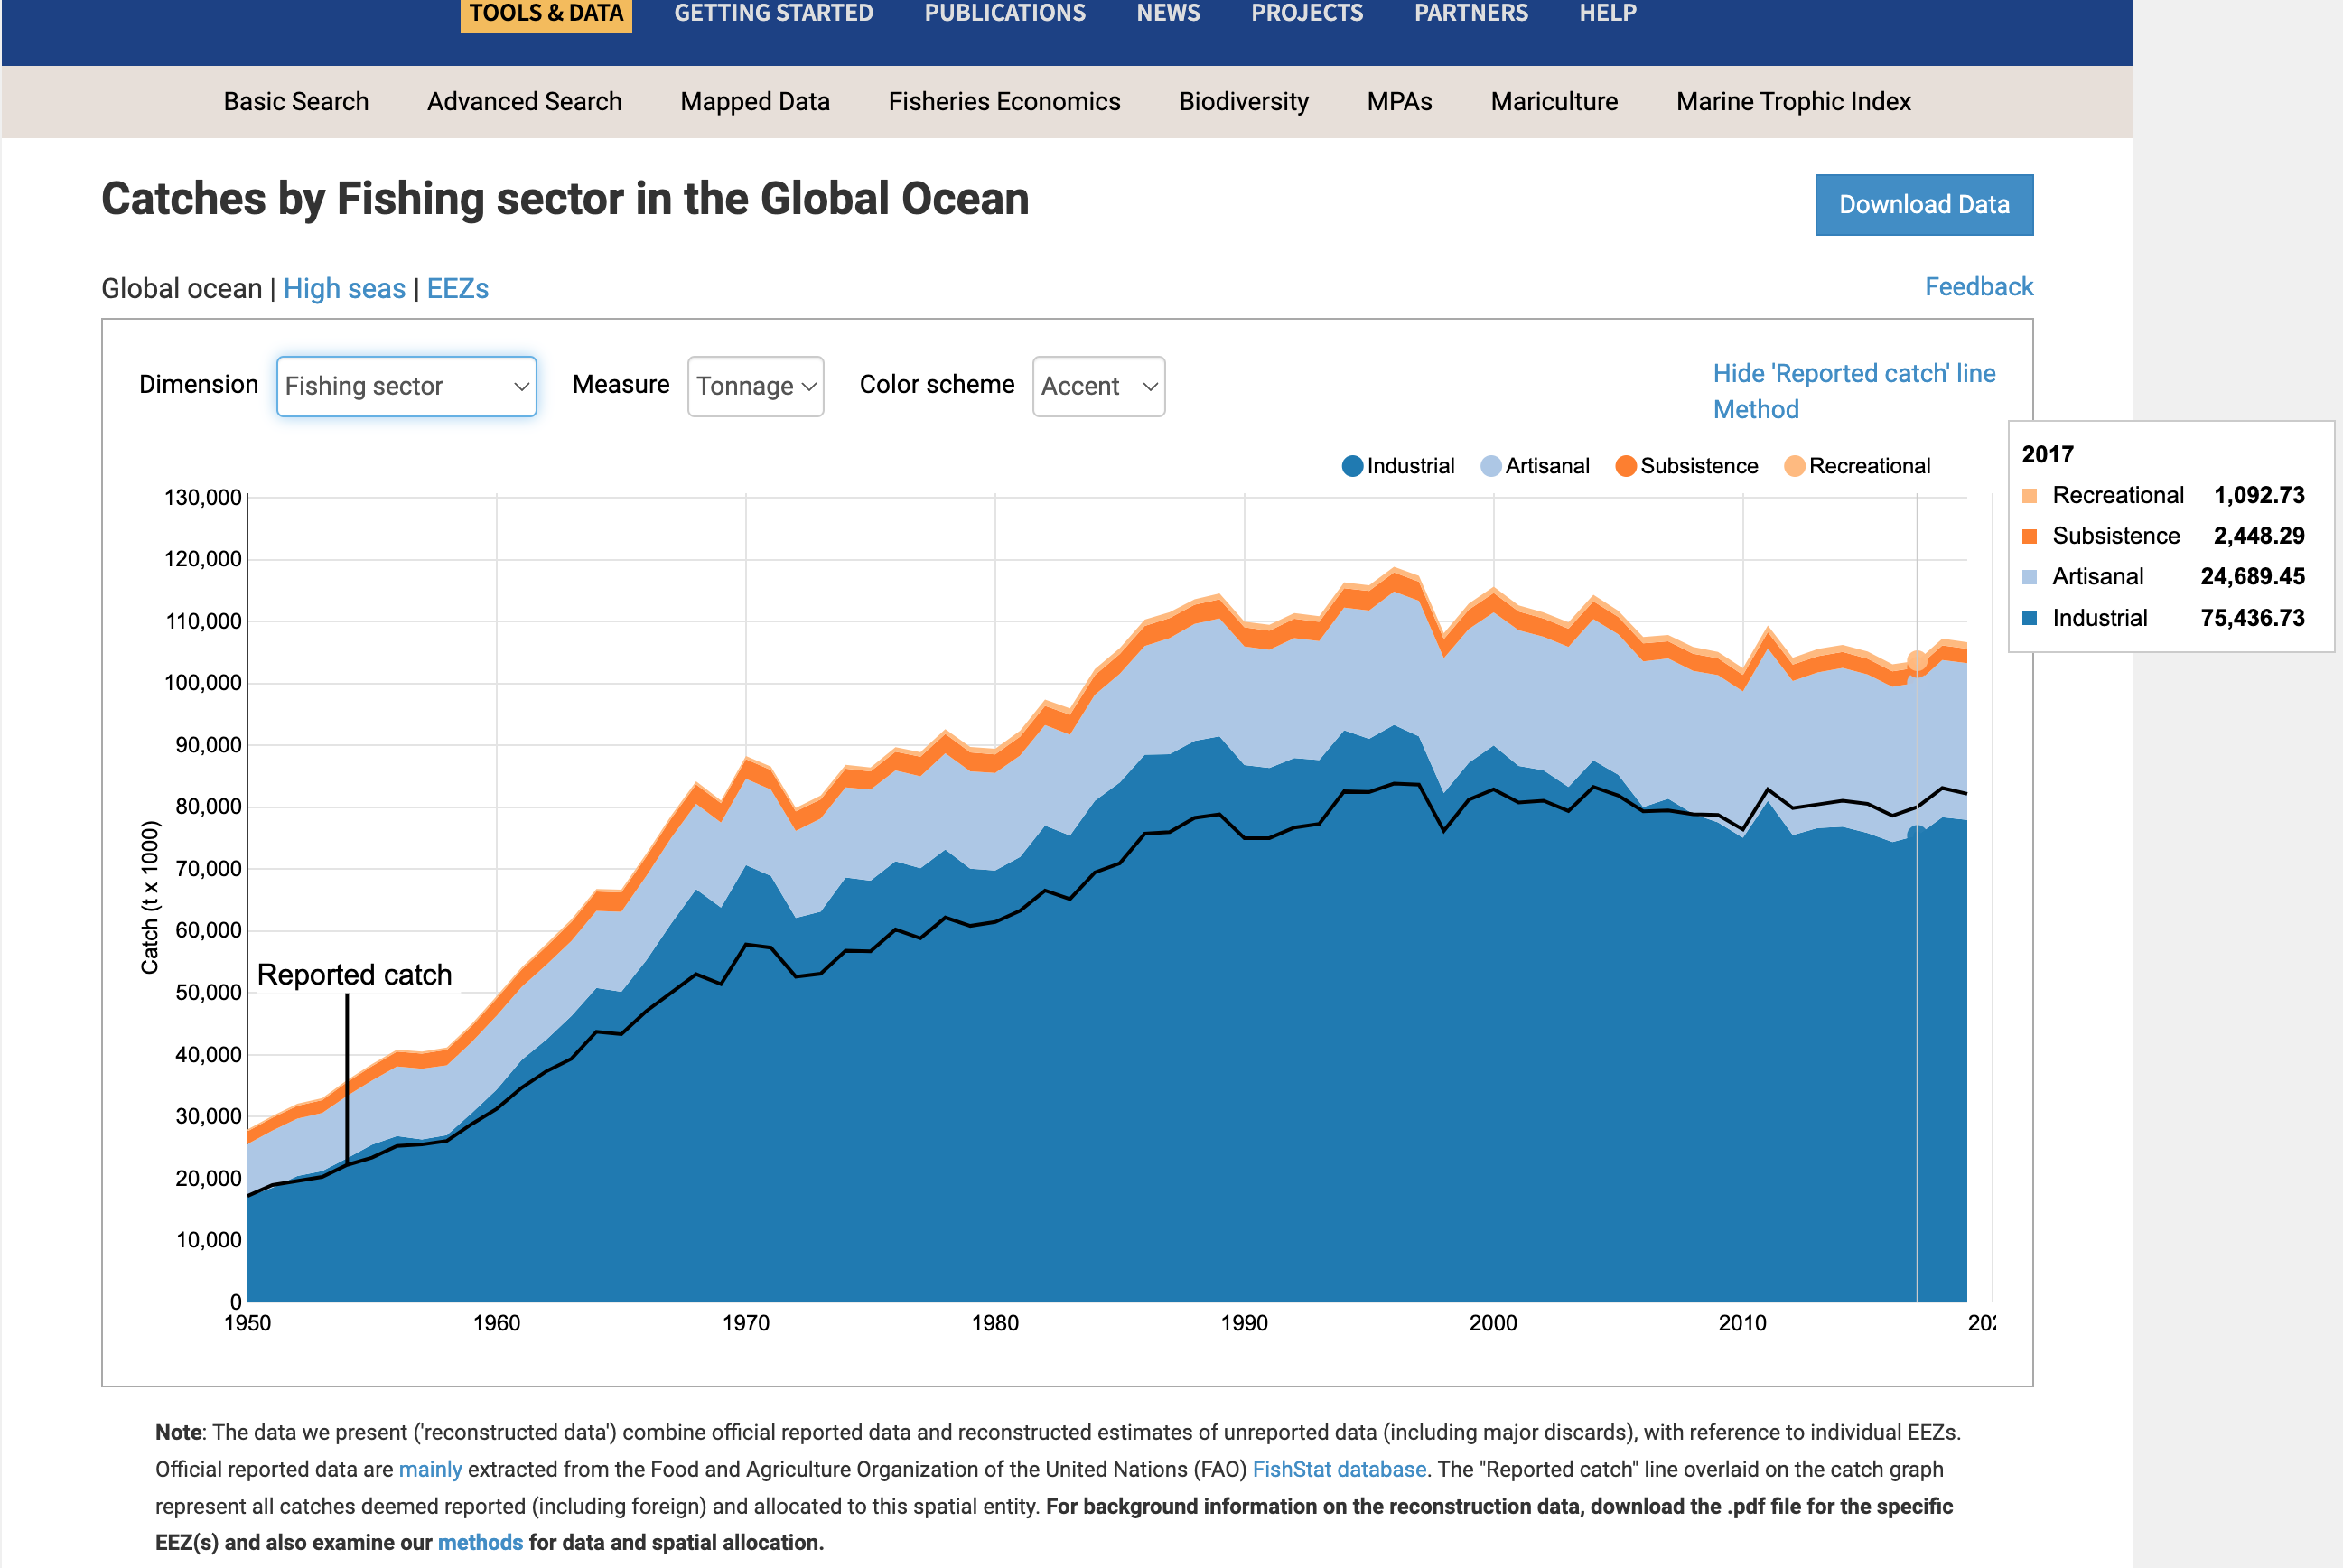 TOOLS & DATA GETTING STARTED PUBLICATIONS NEWS PROJECTS PARTNERS HELP
Basic Search Advanced Search Mapped Data Fisheries Economics Biodiversity MPAs Mariculture Marine Trophic Index
Catches by Fishing sector in the Global Ocean
Download Data
Global ocean | High seas | EEZs
Feedback
Dimension Fishing sector Measure Tonnage Color scheme Accent
Hide 'Reported catch' line
Method
Industrial Artisanal Subsistence Recreational
2017
Recreational 1,092.73
Subsistence 2,448.29
Artisanal 24,689.45
Industrial 75,436.73
Catch (t x 1000)
130,000
120,000
110,000
100,000
90,000
80,000
70,000
60,000
50,000
40,000
30,000
20,000
10,000
0
Reported catch
1950 1960 1970 1980 1990 2000 2010
Note: The data we present ('reconstructed data') combine official reported data and reconstructed estimates of unreported data (including major discards), with reference to individual EEZs.
Official reported data are mainly extracted from the Food and Agriculture Organization of the United Nations (FAO) FishStat database. The "Reported catch" line overlaid on the catch graph
represent all catches deemed reported (including foreign) and allocated to this spatial entity. For background information on the reconstruction data, download the .pdf file for the specific
EEZ(s) and also examine our methods for data and spatial allocation.